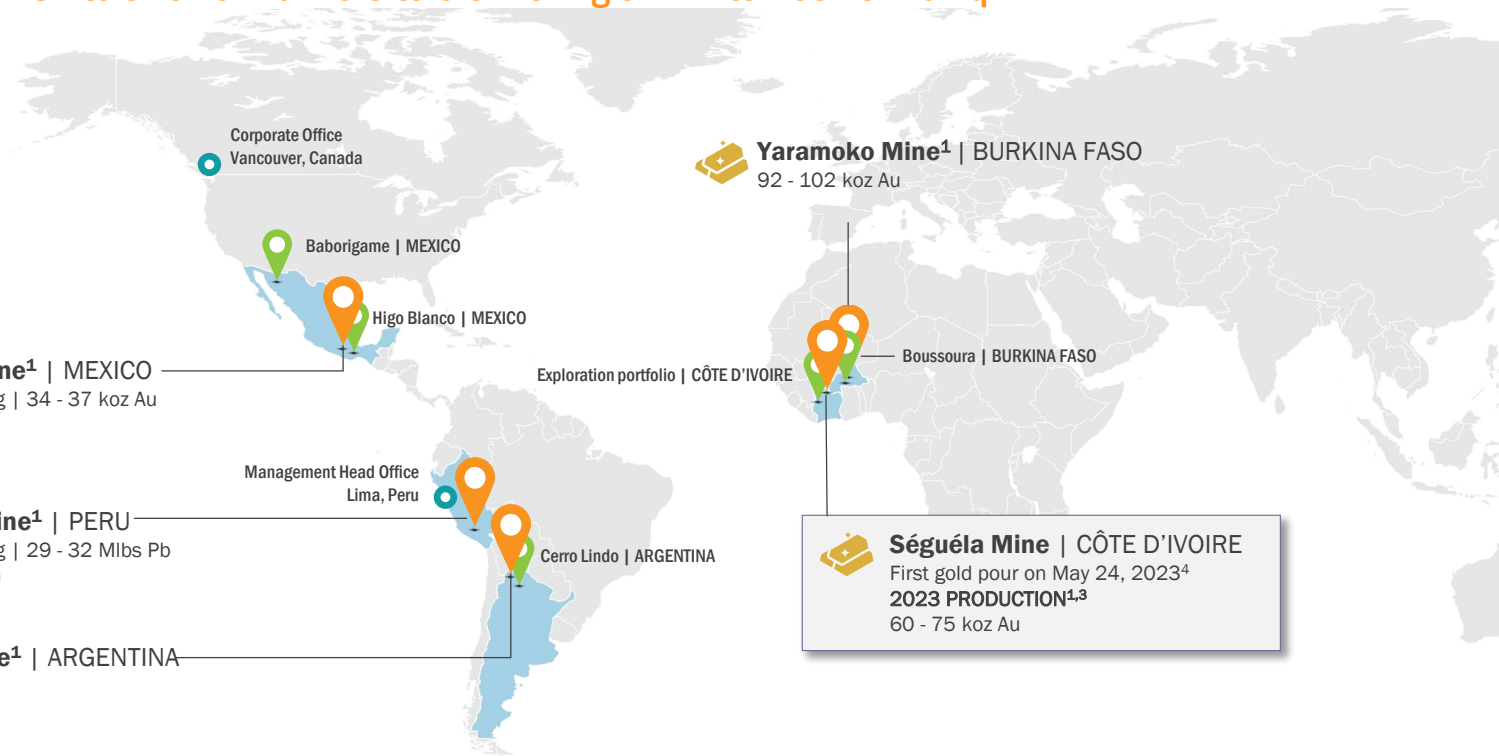 Corporate Office
Vancouver, Canada
Yaramoko Mine¹ | BURKINA FASO
92 - 102 koz Au
Baborigame | MEXICO
Higo Blanco | MEXICO
ne¹ | MEXICO
g | 34 - 37 koz Au
Boussoura | BURKINA FASO
Exploration portfolio | CÔTE D'IVOIRE
Management Head Office
Lima, Peru
ine¹ | PERU
g | 29 - 32 Mlbs Pb
Cerro Lindo | ARGENTINA
Séguéla Mine | CÔTE D'IVOIRE
First gold pour on May 24, 2023⁴
2023 PRODUCTION¹,³
60 - 75 koz Au
e¹ | ARGENTINA